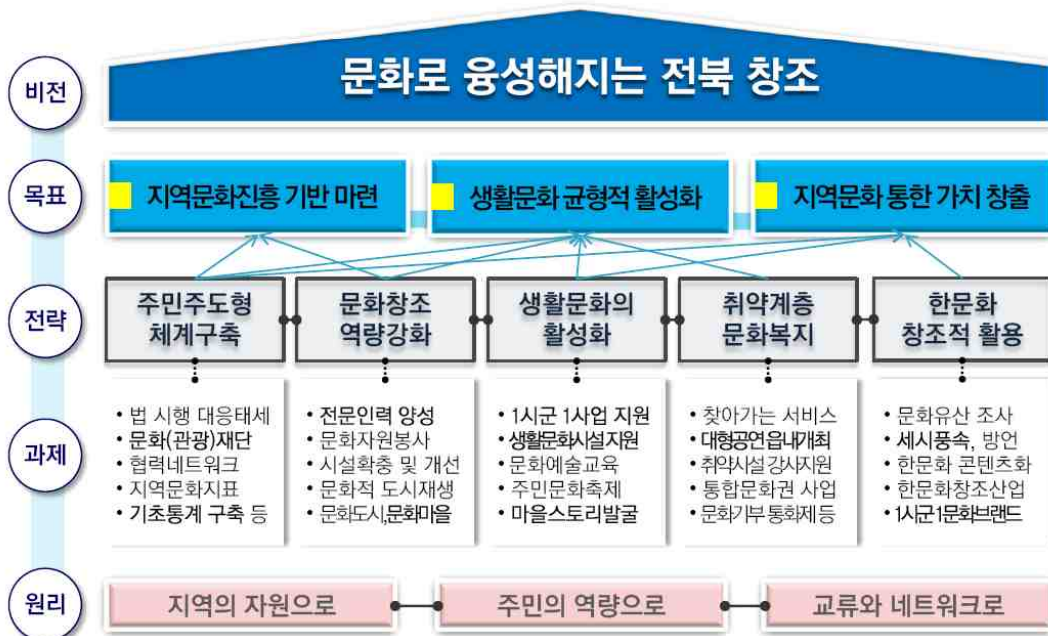 비전
문화로 융성해지는 전북 창조
목표
지역문화진흥 기반 마련
생활문화 균형적 활성화
지역문화 통한 가치 창출
전략
주민주도형
체계구축
문화창조
역량강화
생활문화의
활성화
취약계층
문화복지
한문화
창조적 활용
과제
• 법 시행 대응태세
• 문화(관광)재단
• 협력네트워크
• 지역문화지표
• 기초통계 구축 등
• 전문인력 양성
• 문화자원봉사
• 시설확충 및 개선
• 문화적 도시재생
• 문화도시,문화마을
• 1시군 1사업 지원
• 생활문화시설지원
• 문화예술교육
• 주민문화축제
• 마을스토리발굴
• 찾아가는 서비스
• 대형공연읍내개최
• 취약시설강사지원
• 통합문화권 사업
• 문화기부통화제 등
• 문화유산 조사
• 세시풍속, 방언
• 한문화 콘텐츠화
• 한문화창조산업
• 1시군1문화브랜드
원리
지역의 자원으로
주민의 역량으로
교류와 네트워크로